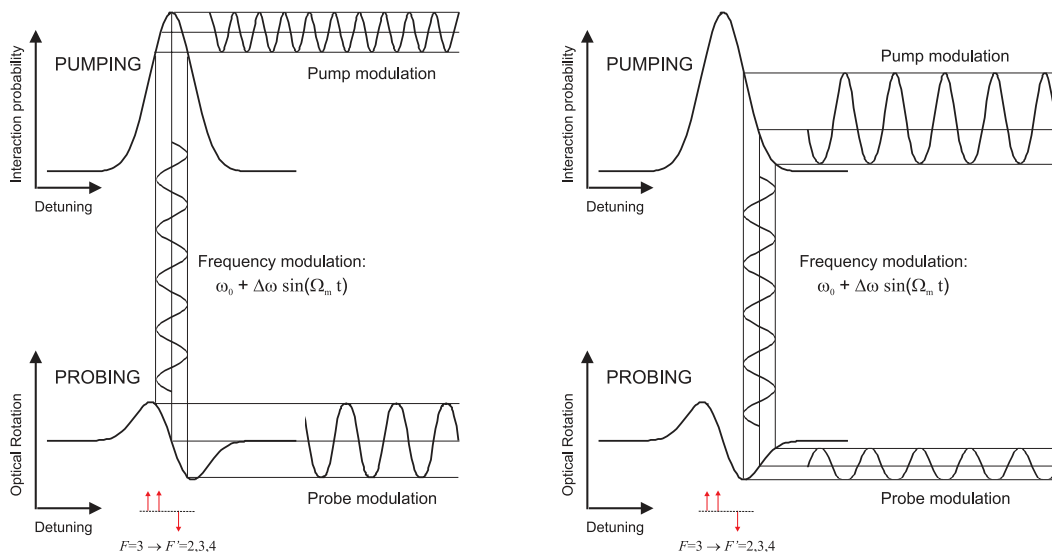 Interaction probability
PUMPING
Pump modulation
Detuning
Frequency modulation:
ω₀ + Δω sin(Ωₘ t)
Optical Rotation
PROBING
Probe modulation
Detuning
F=3 → F'=2,3,4
Interaction probability
PUMPING
Pump modulation
Detuning
Frequency modulation:
ω₀ + Δω sin(Ωₘ t)
Optical Rotation
PROBING
Probe modulation
Detuning
F=3 → F'=2,3,4